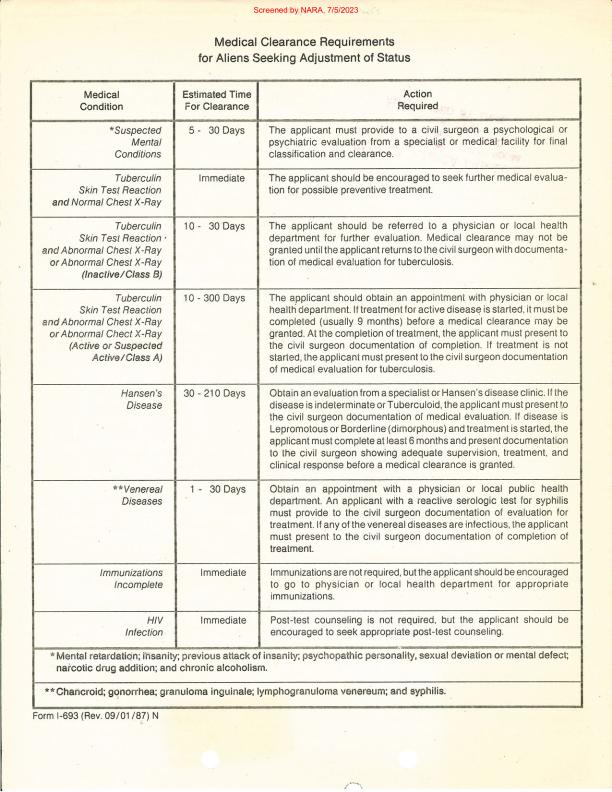 Screened by NARA, 7/5/2023
Medical Clearance Requirements
for Aliens Seeking Adjustment of Status
Medical
Condition
Estimated Time
For Clearance
Action
Required
*Suspected
Mental
Conditions
5 - 30 Days
The applicant must provide to a civil surgeon a psychological or
psychiatric evaluation from a specialist or medical facility for final
classification and clearance.
Tuberculin
Skin Test Reaction
and Normal Chest X-Ray
Immediate
The applicant should be encouraged to seek further medical evalua-
tion for possible preventive treatment.
Tuberculin
Skin Test Reaction
and Abnormal Chest X-Ray
or Abnormal Chest X-Ray
(Inactive/Class B)
10 - 30 Days
The applicant should be referred to a physician or local health
department for further evaluation. Medical clearance may not be
granted until the applicant returns to the civil surgeon with documenta-
tion of medical evaluation for tuberculosis.
Tuberculin
Skin Test Reaction
and Abnormal Chest X-Ray
or Abnormal Chect X-Ray
(Active or Suspected
Active/Class A)
10 - 300 Days
The applicant should obtain an appointment with physician or local
health department. If treatment for active disease is started, it must be
completed (usually 9 months) before a medical clearance may be
granted. At the completion of treatment, the applicant must present to
the civil surgeon documentation of completion. If treatment is not
started, the applicant must present to the civil surgeon documentation
of medical evaluation for tuberculosis.
Hansen's
Disease
30 - 210 Days
Obtain an evaluation from a specialist or Hansen's disease clinic. If the
disease is indeterminate or Tuberculoid, the applicant must present to
the civil surgeon documentation of medical evaluation. If disease is
Lepromotous or Borderline (dimorphous) and treatment is started, the
applicant must complete at least 6 months and present documentation
to the civil surgeon showing adequate supervision, treatment, and
clinical response before a medical clearance is granted.
**Venereal
Diseases
1 - 30 Days
Obtain an appointment with a physician or local public health
department. An applicant with a reactive serologic test for syphilis
must provide to the civil surgeon documentation of evaluation for
treatment. If any of the venereal diseases are infectious, the applicant
must present to the civil surgeon documentation of completion of
treatment.
Immunizations
Incomplete
Immediate
Immunizations are not required, but the applicant should be encouraged
to go to physician or local health department for appropriate
immunizations.
HIV
Infection
Immediate
Post-test counseling is not required, but the applicant should be
encouraged to seek appropriate post-test counseling.
*Mental retardation; insanity; previous attack of insanity; psychopathic personality, sexual deviation or mental defect;
narcotic drug addition; and chronic alcoholism.
**Chancroid; gonorrhea; granuloma inguinale; lymphogranuloma venereum; and syphilis.
Form I-693 (Rev. 09/01/87) N